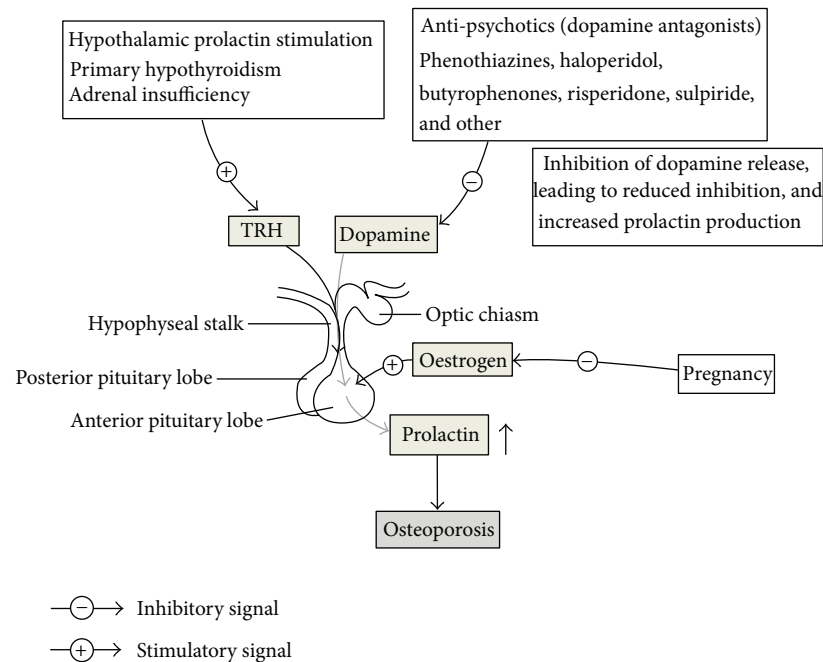 Hypothalamic prolactin stimulation
Primary hypothyroidism
Adrenal insufficiency
Anti-psychotics (dopamine antagonists)
Phenothiazines, haloperidol,
butyrophenones, risperidone, sulpiride,
and other
Inhibition of dopamine release,
leading to reduced inhibition, and
increased prolactin production
+
−
TRH
Dopamine
Hypophyseal stalk
Optic chiasm
+
Oestrogen
−
Pregnancy
Posterior pituitary lobe
Anterior pituitary lobe
Prolactin
Osteoporosis
− Inhibitory signal
+ Stimulatory signal